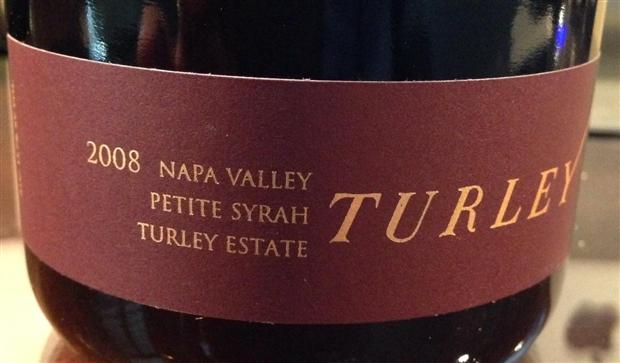 2008 NAPA VALLEY
PETITE SYRAH
TURLEY ESTATE
TURLEY